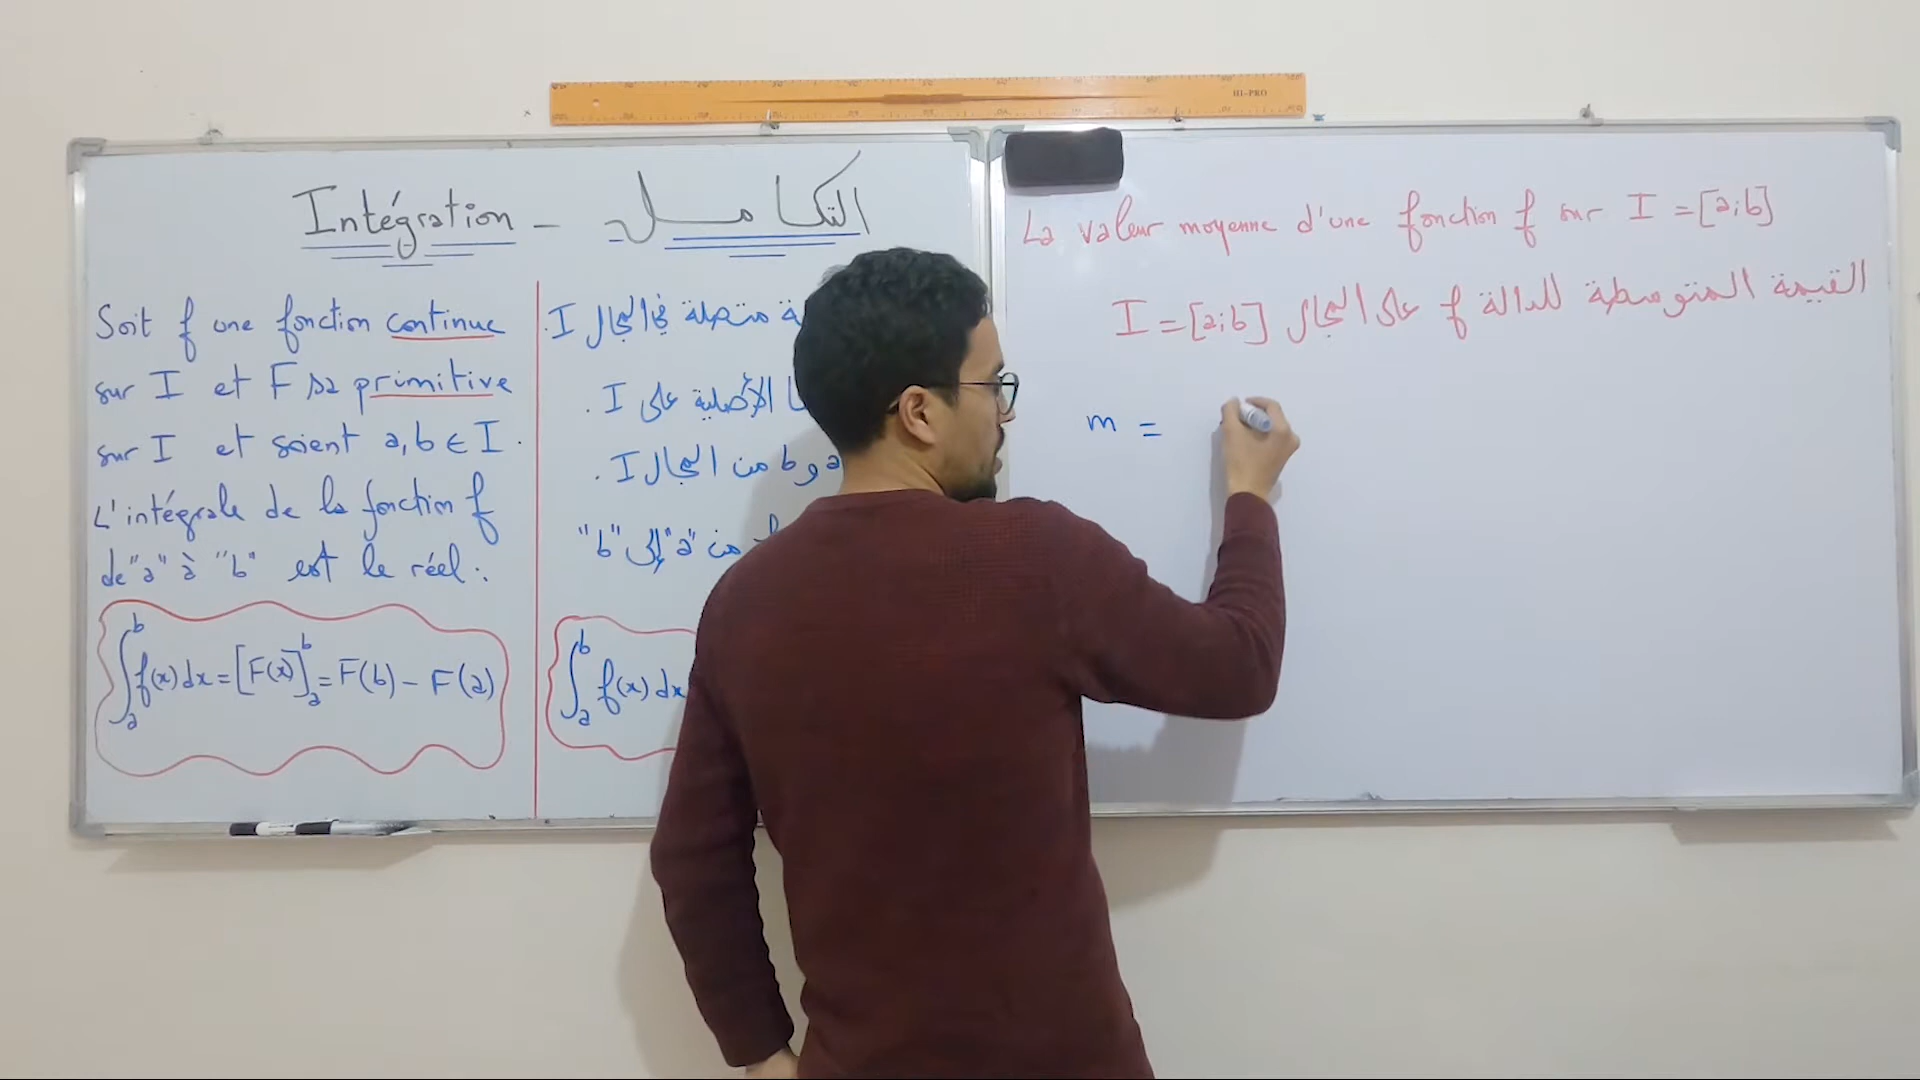 HI-PRO
Intégration - التكامل
Soit f une fonction continue
sur I et F sa primitive
sur I et soient a, b ∈ I.
L'intégrale de la fonction f
de "a" à "b" est le réel :
∫_a^b f(x) dx = [F(x)]_a^b = F(b) - F(a)
متصلة في المجال I.
الأصلية على I.
a و b من المجال I.
من "a" إلى "b"
∫_a^b f(x) dx
La valeur moyenne d'une fonction f sur I = [a;b]
القيمة المتوسطة للدالة f على المجال I = [a;b]
m =